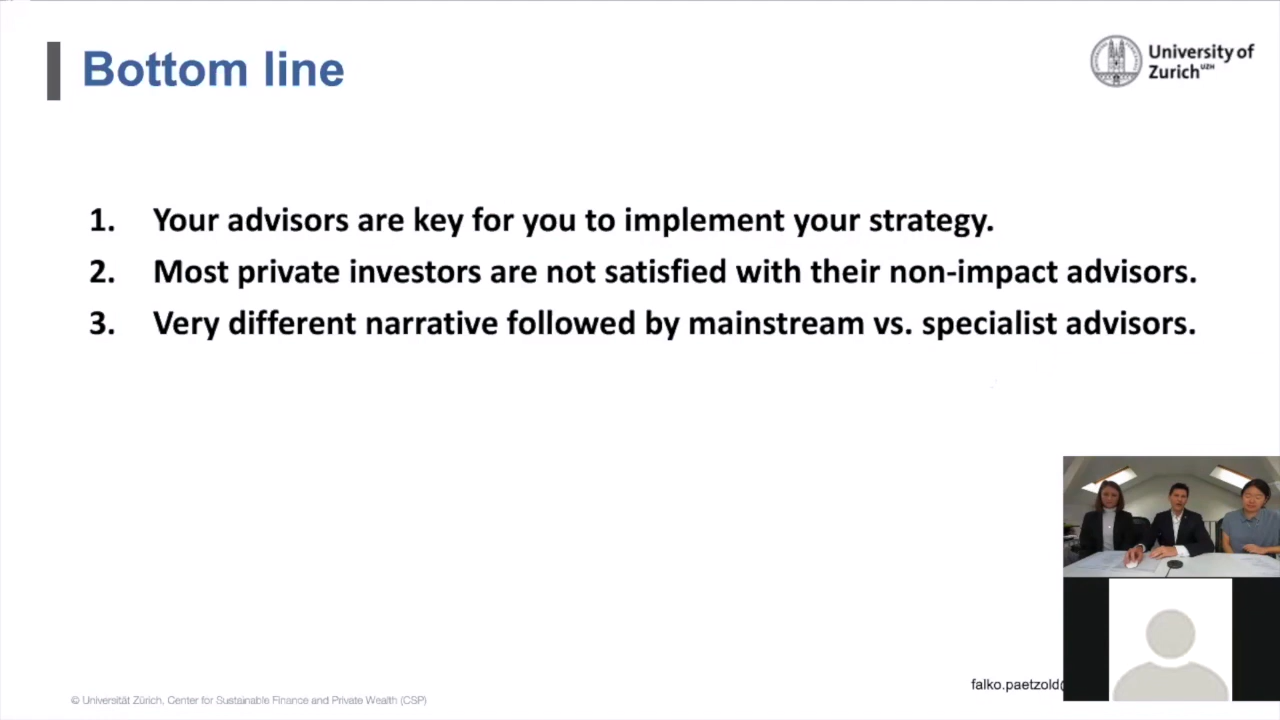 Bottom line
University of
Zurich UZH
1. Your advisors are key for you to implement your strategy.
2. Most private investors are not satisfied with their non-impact advisors.
3. Very different narrative followed by mainstream vs. specialist advisors.
falko.paetzold@
© Universität Zürich, Center for Sustainable Finance and Private Wealth (CSP)